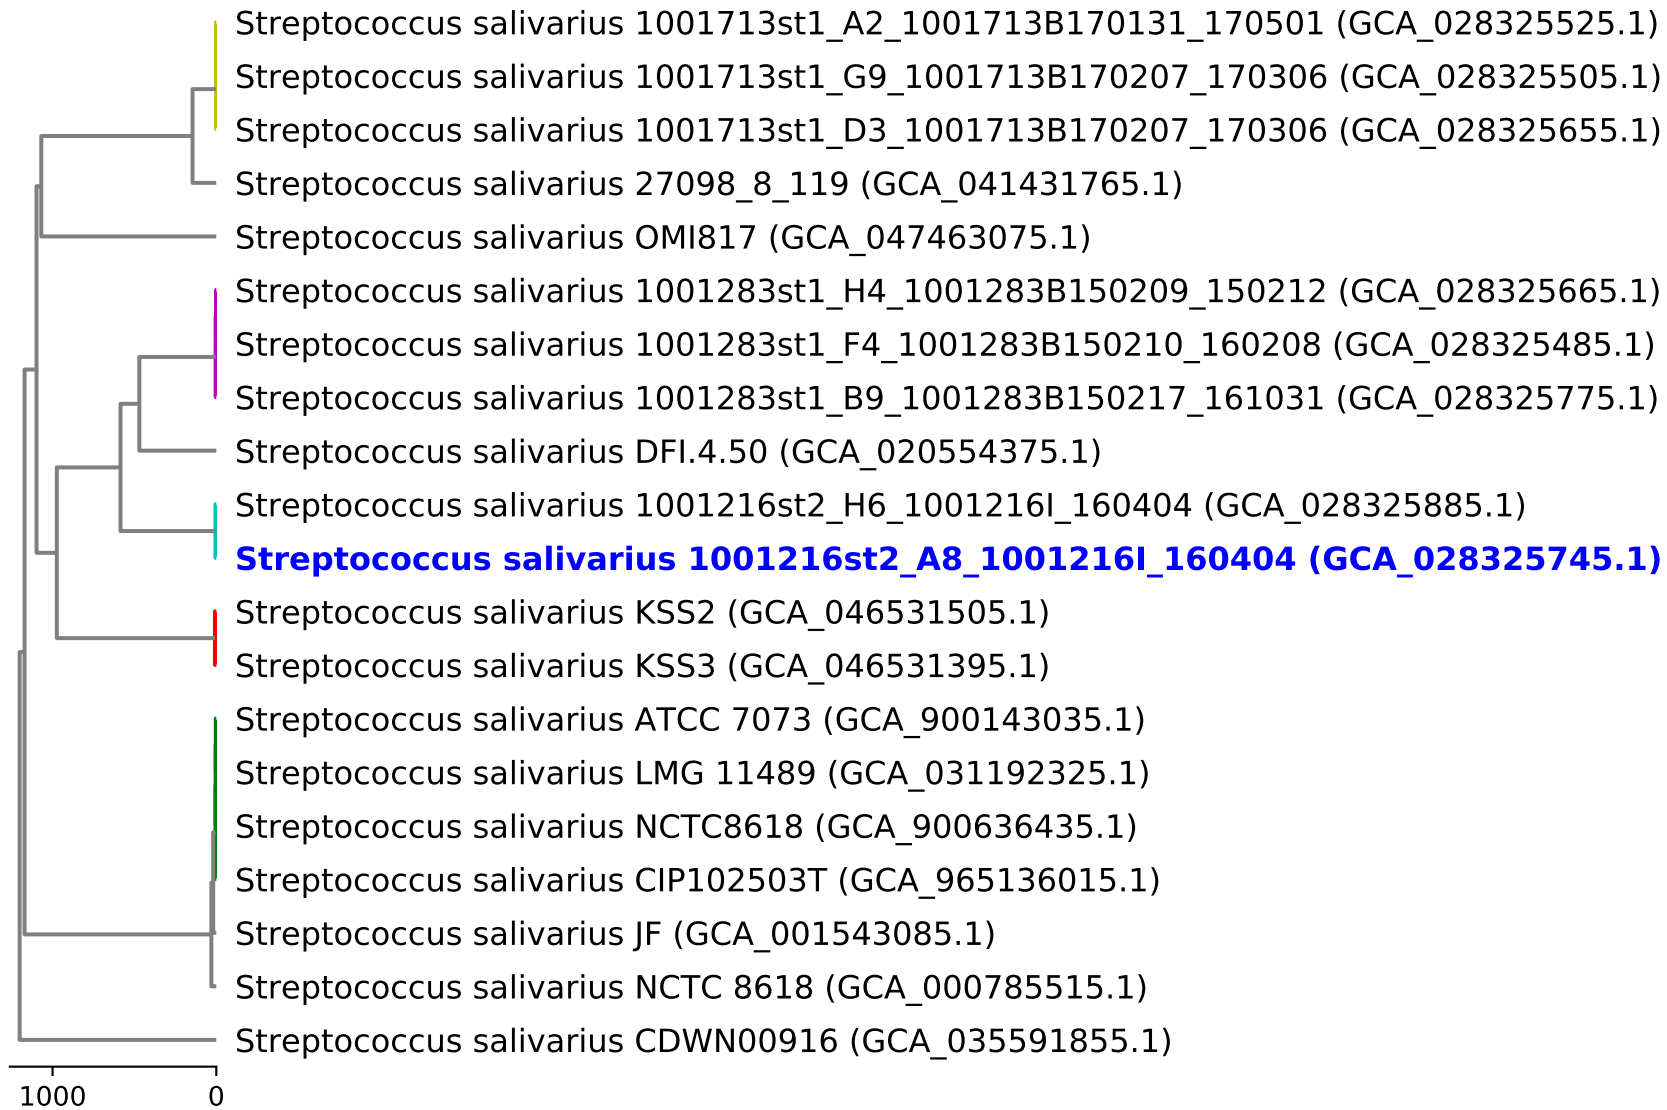 Streptococcus salivarius 1001713st1_A2_1001713B170131_170501 (GCA_028325525.1)
Streptococcus salivarius 1001713st1_G9_1001713B170207_170306 (GCA_028325505.1)
Streptococcus salivarius 1001713st1_D3_1001713B170207_170306 (GCA_028325655.1)
Streptococcus salivarius 27098_8_119 (GCA_041431765.1)
Streptococcus salivarius OMI817 (GCA_047463075.1)
Streptococcus salivarius 1001283st1_H4_1001283B150209_150212 (GCA_028325665.1)
Streptococcus salivarius 1001283st1_F4_1001283B150210_160208 (GCA_028325485.1)
Streptococcus salivarius 1001283st1_B9_1001283B150217_161031 (GCA_028325775.1)
Streptococcus salivarius DFI.4.50 (GCA_020554375.1)
Streptococcus salivarius 1001216st2_H6_1001216I_160404 (GCA_028325885.1)
Streptococcus salivarius 1001216st2_A8_1001216I_160404 (GCA_028325745.1)
Streptococcus salivarius KSS2 (GCA_046531505.1)
Streptococcus salivarius KSS3 (GCA_046531395.1)
Streptococcus salivarius ATCC 7073 (GCA_900143035.1)
Streptococcus salivarius LMG 11489 (GCA_031192325.1)
Streptococcus salivarius NCTC8618 (GCA_900636435.1)
Streptococcus salivarius CIP102503T (GCA_965136015.1)
Streptococcus salivarius JF (GCA_001543085.1)
Streptococcus salivarius NCTC 8618 (GCA_000785515.1)
Streptococcus salivarius CDWN00916 (GCA_035591855.1)
1000 0